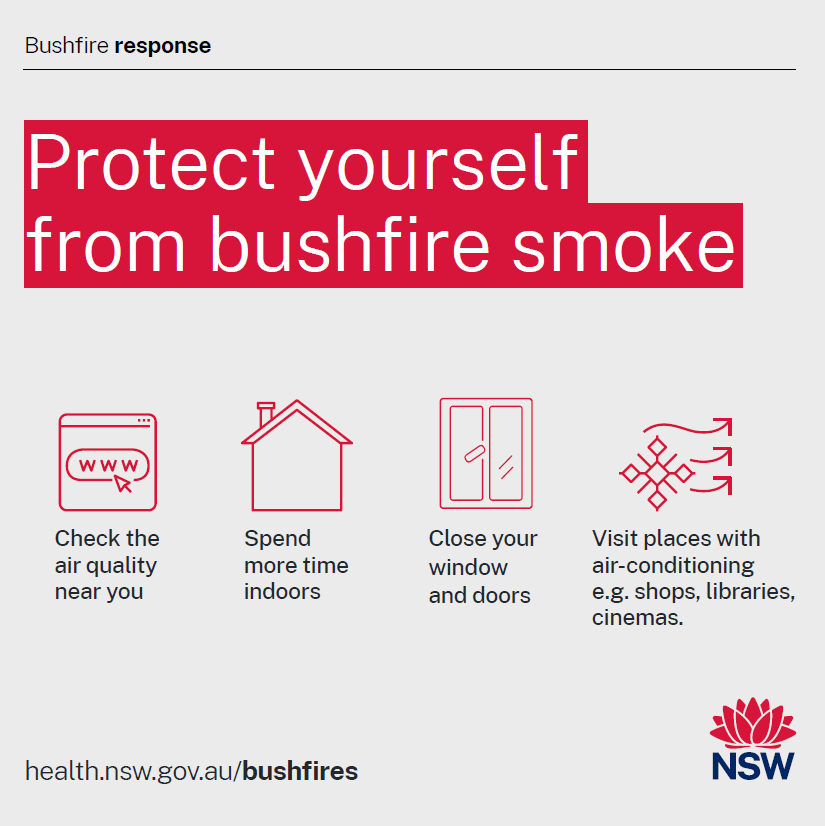 Bushfire response
Protect yourself
from bushfire smoke
www
Check the
air quality
near you
Spend
more time
indoors
Close your
window
and doors
Visit places with
air-conditioning
e.g. shops, libraries,
cinemas.
health.nsw.gov.au/bushfires
NSW